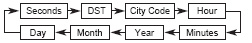 Seconds DST City Code Hour
Day Month Year Minutes